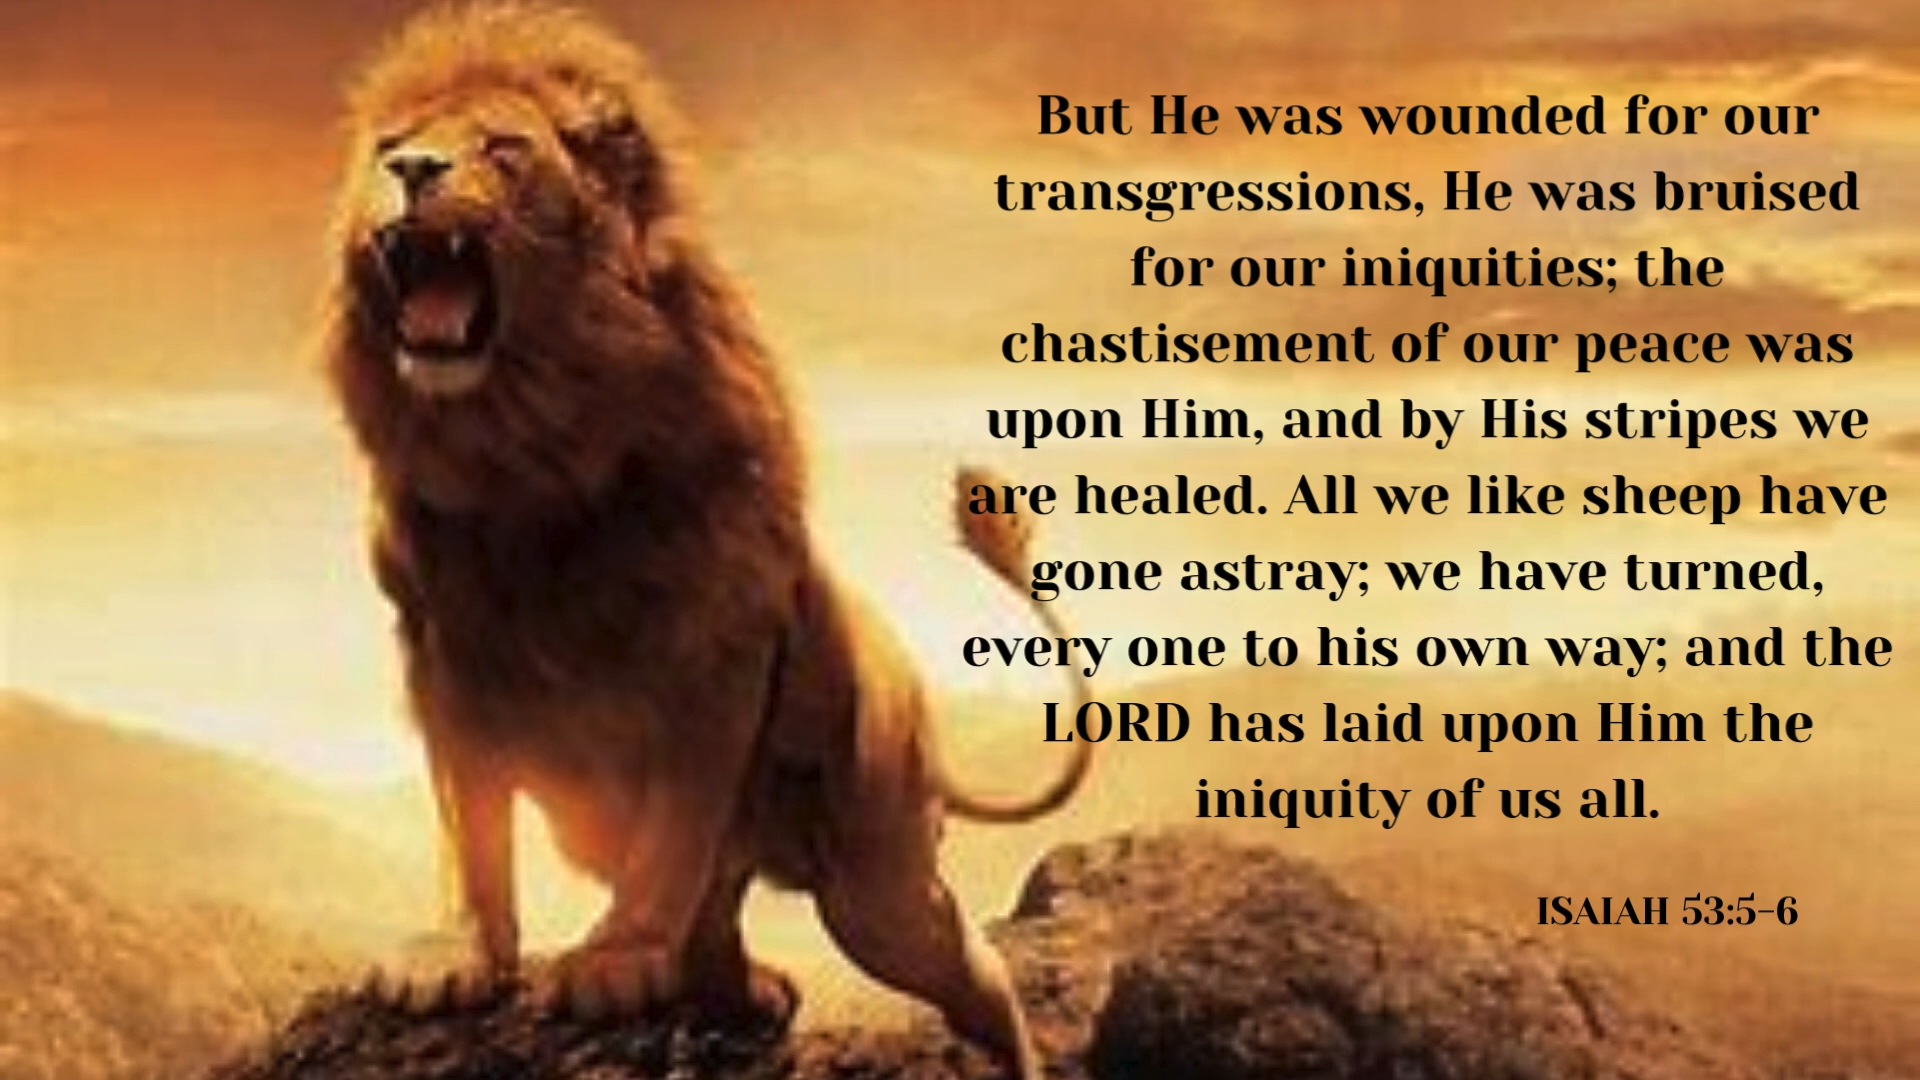 But He was wounded for our
transgressions, He was bruised
for our iniquities; the
chastisement of our peace was
upon Him, and by His stripes we
are healed. All we like sheep have
gone astray; we have turned,
every one to his own way; and the
LORD has laid upon Him the
iniquity of us all.
ISAIAH 53:5-6